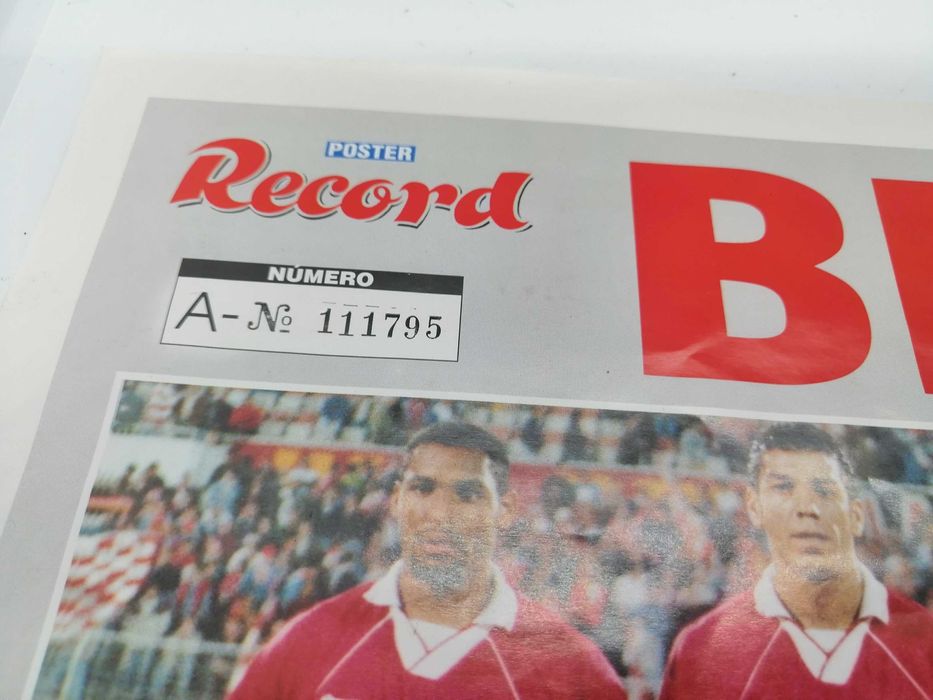 POSTER
Record
B
NÚMERO
A-Nº 111795